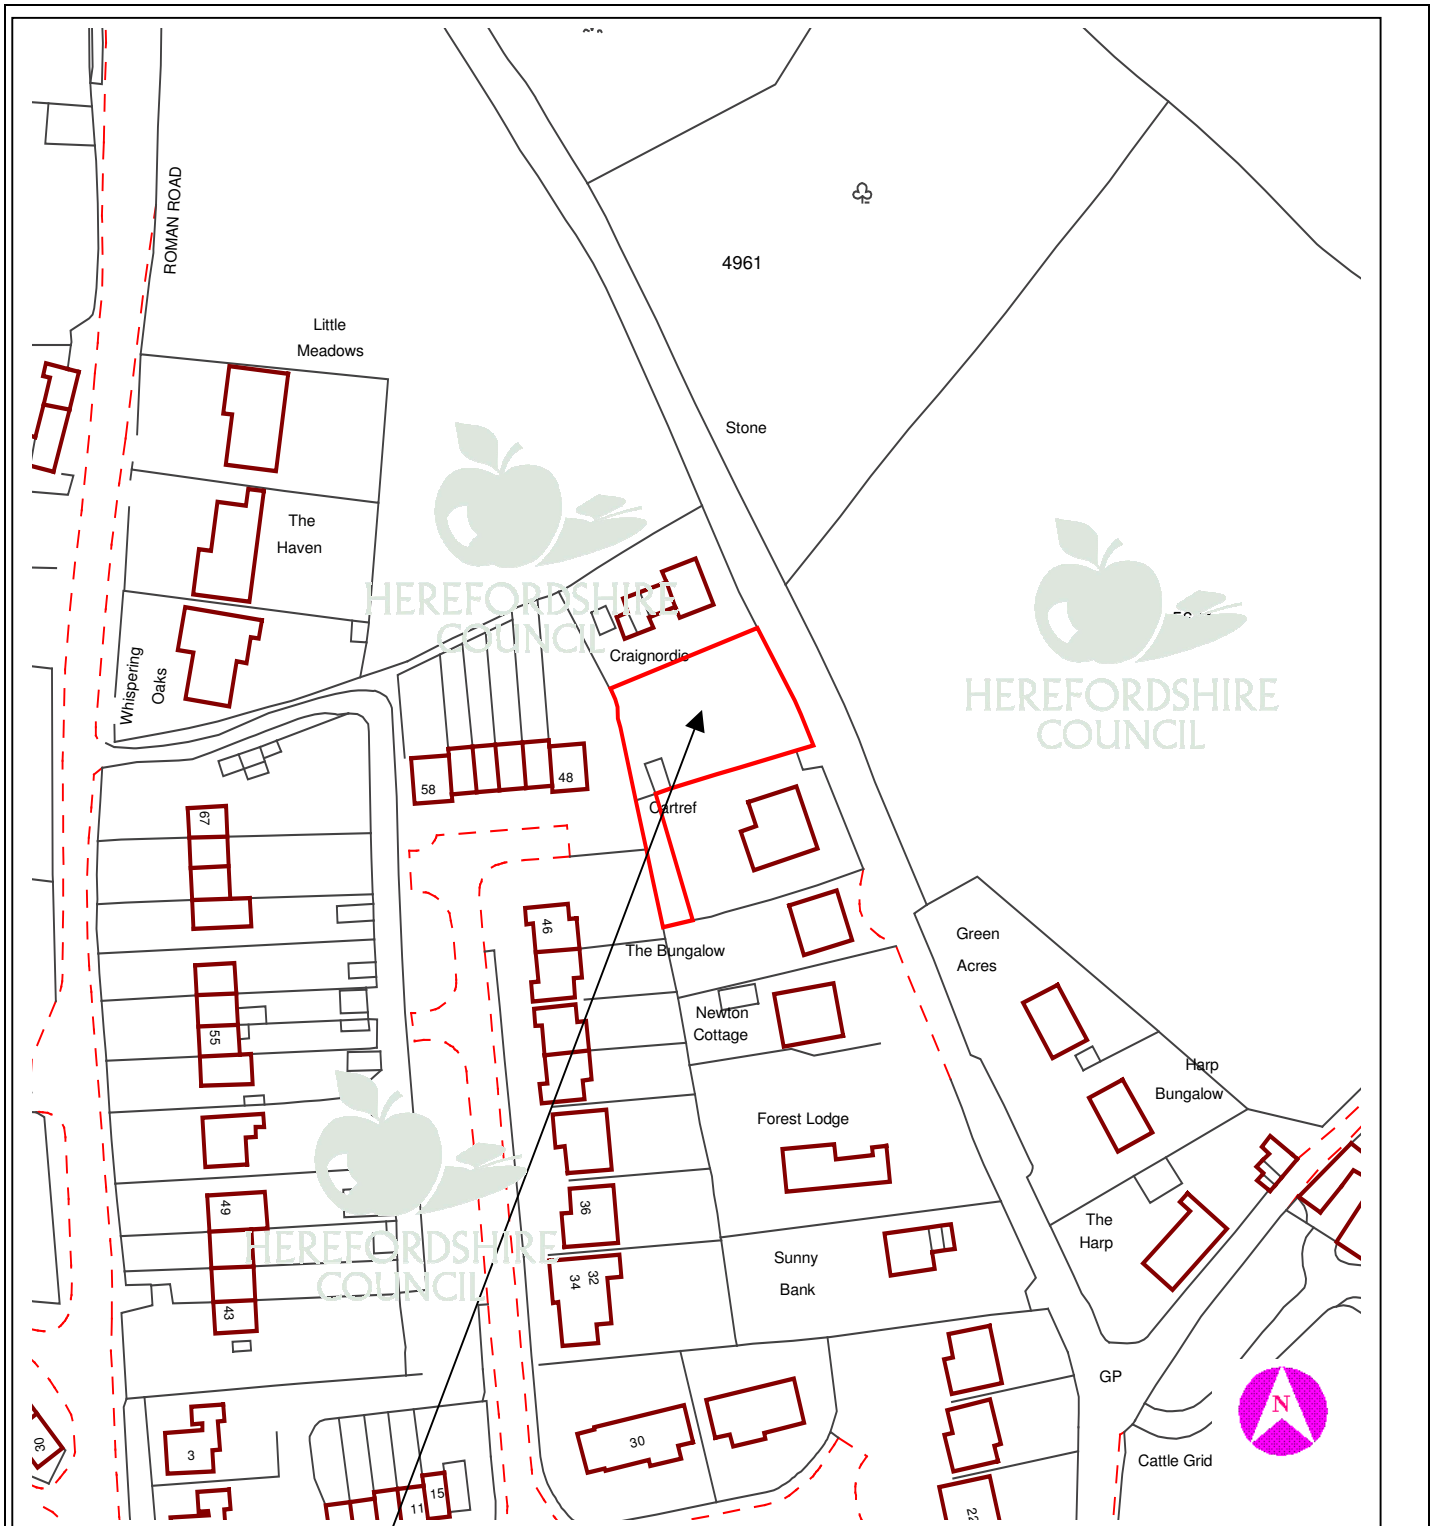 ROMAN ROAD
4961
Little
Meadows
Stone
The
Haven
HEREFORDSHIRE
COUNCIL
Craignordie
Whispering
Oaks
HEREFORDSHIRE
COUNCIL
58
48
Cartref
67
46
The Bungalow
Green
Acres
Newton
Cottage
55
Harp
Bungalow
Forest Lodge
49
36
The
Harp
HEREFORDSHIRE
COUNCIL
Sunny
Bank
34
32
43
GP
N
30
3
30
Cattle Grid
15
11